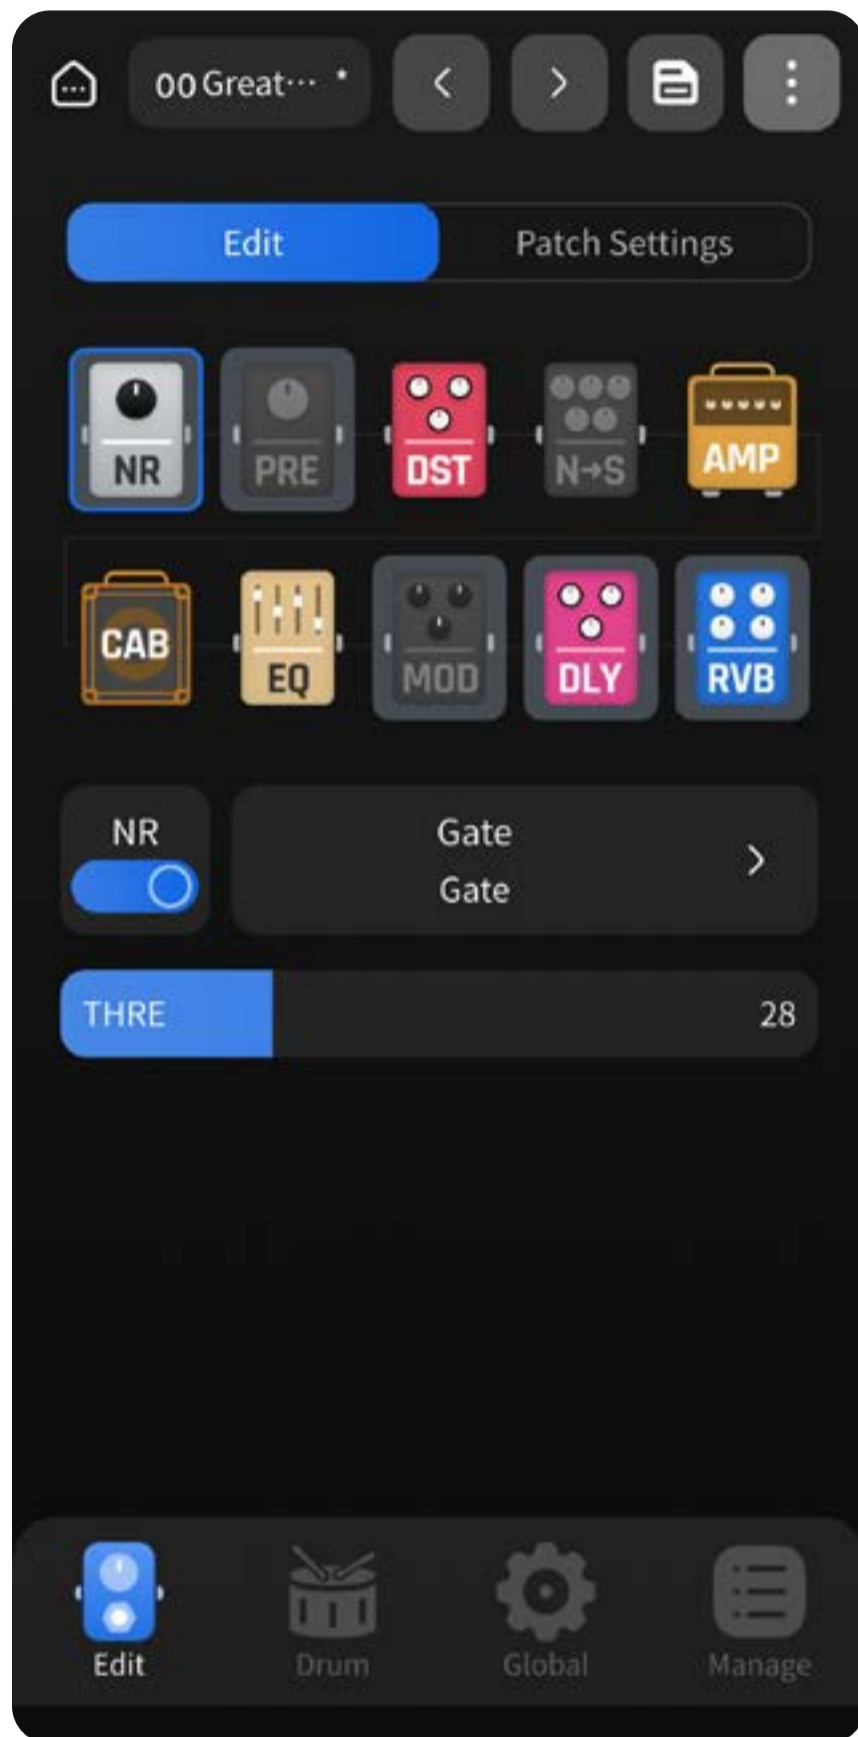 00 Great··· *
Edit Patch Settings
NR PRE DST N→S AMP
CAB EQ MOD DLY RVB
NR
Gate
Gate
THRE 28
Edit Drum Global Manage